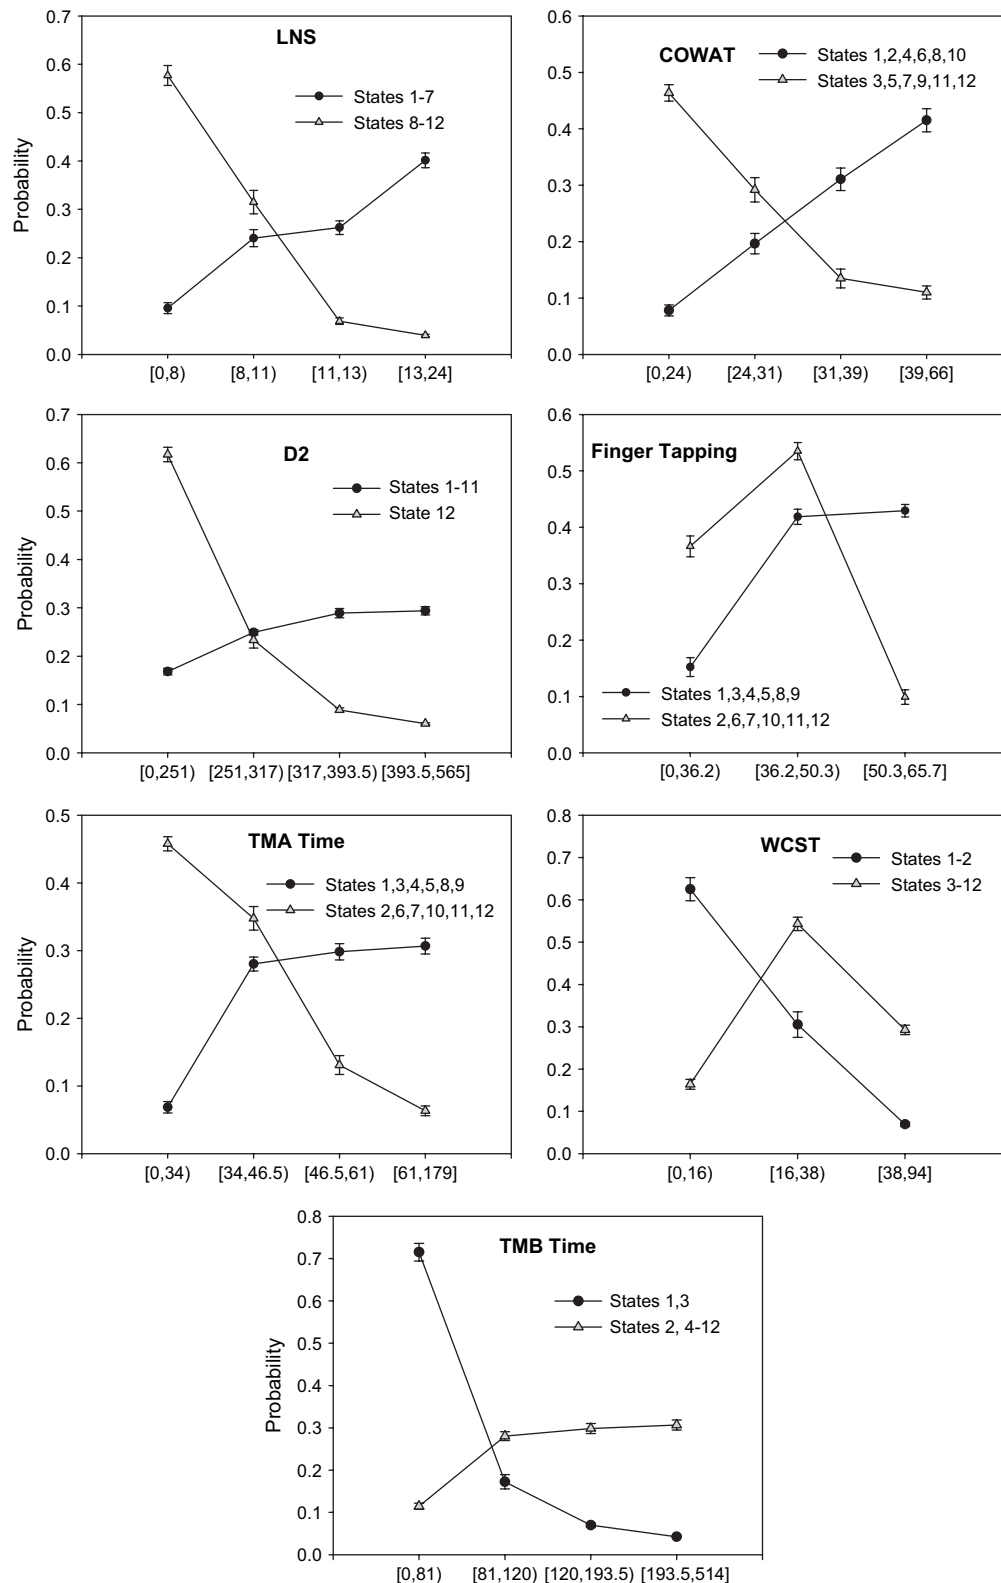 LNS
States 1-7
States 8-12
Probability
0.7
0.6
0.5
0.4
0.3
0.2
0.1
0.0
[0,8) [8,11) [11,13) [13,24]
COWAT
States 1,2,4,6,8,10
States 3,5,7,9,11,12
0.6
0.5
0.4
0.3
0.2
0.1
0.0
[0,24) [24,31) [31,39) [39,66]
D2
States 1-11
State 12
Probability
0.7
0.6
0.5
0.4
0.3
0.2
0.1
0.0
[0,251) [251,317) [317,393.5) [393.5,565]
Finger Tapping
0.6
0.5
0.4
0.3
0.2
0.1
0.0
States 1,3,4,5,8,9
States 2,6,7,10,11,12
[0,36.2) [36.2,50.3) [50.3,65.7]
TMA Time
States 1,3,4,5,8,9
States 2,6,7,10,11,12
Probability
0.5
0.4
0.3
0.2
0.1
0.0
[0,34) [34,46.5) [46.5,61) [61,179]
WCST
States 1-2
States 3-12
0.8
0.7
0.6
0.5
0.4
0.3
0.2
0.1
0.0
[0,16) [16,38) [38,94]
TMB Time
States 1,3
States 2, 4-12
Probability
0.8
0.7
0.6
0.5
0.4
0.3
0.2
0.1
0.0
[0,81) [81,120) [120,193.5) [193.5,514]